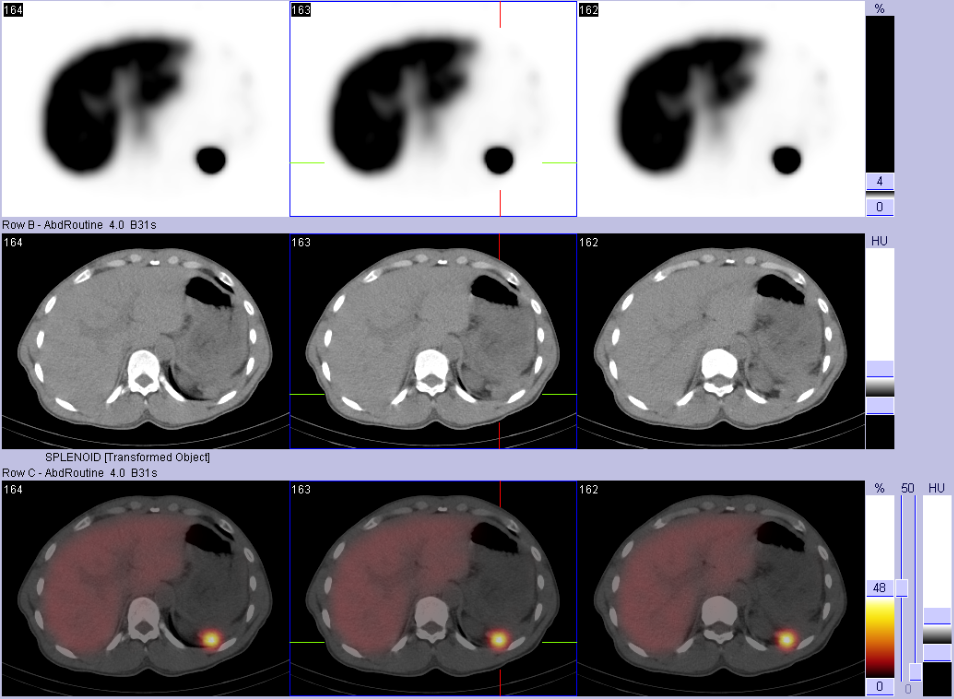 164 163 162 %
4
0
Row B - AbdRoutine 4.0 B31s
164 163 162 HU
SPLENOID [Transformed Object]
Row C - AbdRoutine 4.0 B31s
164 163 162 % 50 HU
48
0 0